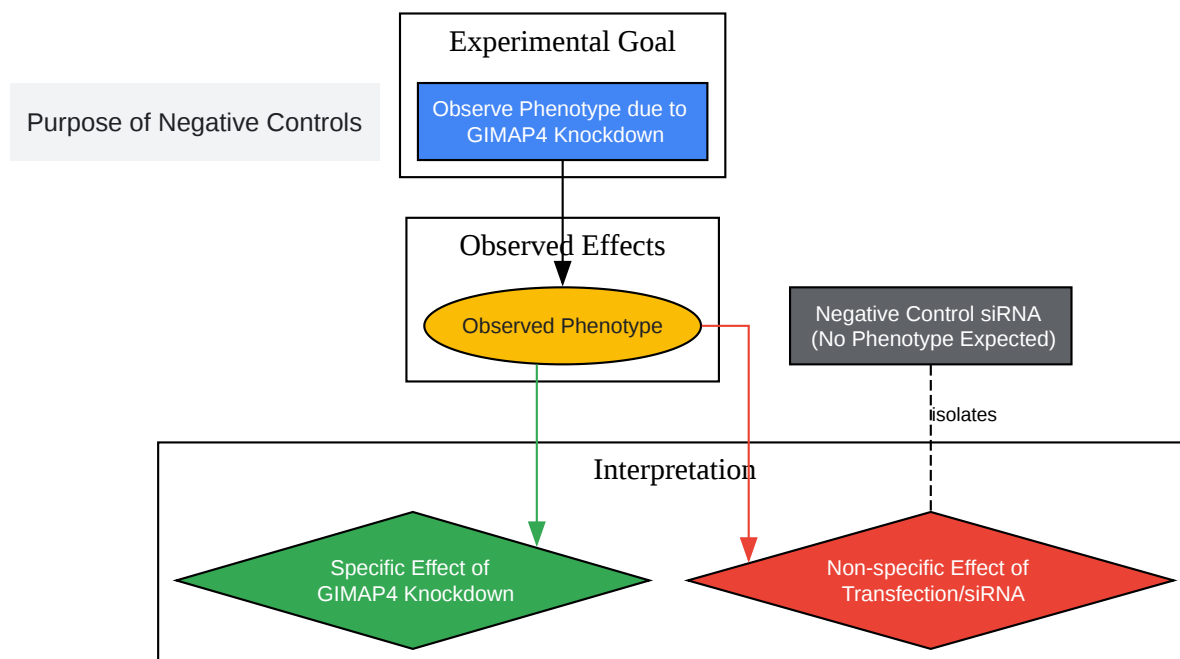 Experimental Goal
Purpose of Negative Controls
Observe Phenotype due to
GIMAP4 Knockdown
Observed Effects
Observed Phenotype
Negative Control siRNA
(No Phenotype Expected)
isolates
Interpretation
Specific Effect of
GIMAP4 Knockdown
Non-specific Effect of
Transfection/siRNA